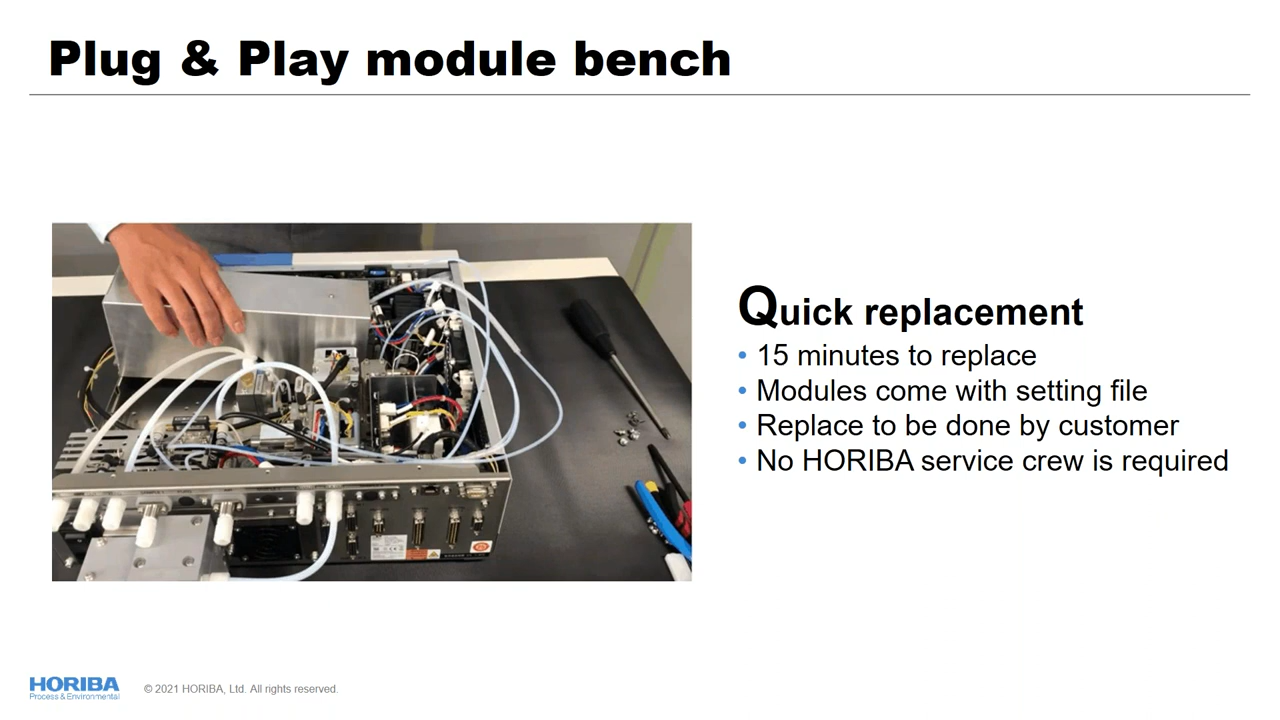 Plug & Play module bench
Quick replacement
• 15 minutes to replace
• Modules come with setting file
• Replace to be done by customer
• No HORIBA service crew is required
HORIBA
Process & Environmental
© 2021 HORIBA, Ltd. All rights reserved.